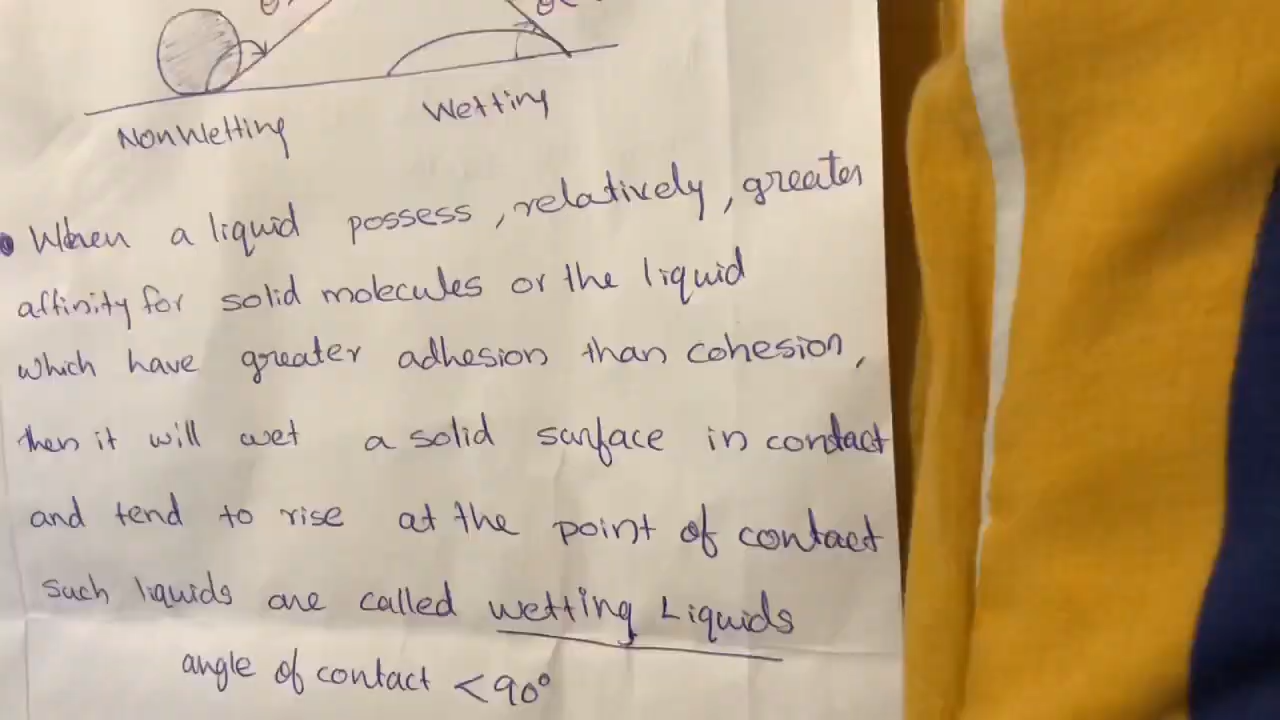 NonWetting
Wetting
When a liquid possess, relatively, greater
affinity for solid molecules or the liquid
which have greater adhesion than cohesion,
then it will wet a solid surface in contact
and tend to rise at the point of contact
such liquids are called wetting Liquids
angle of contact <90°